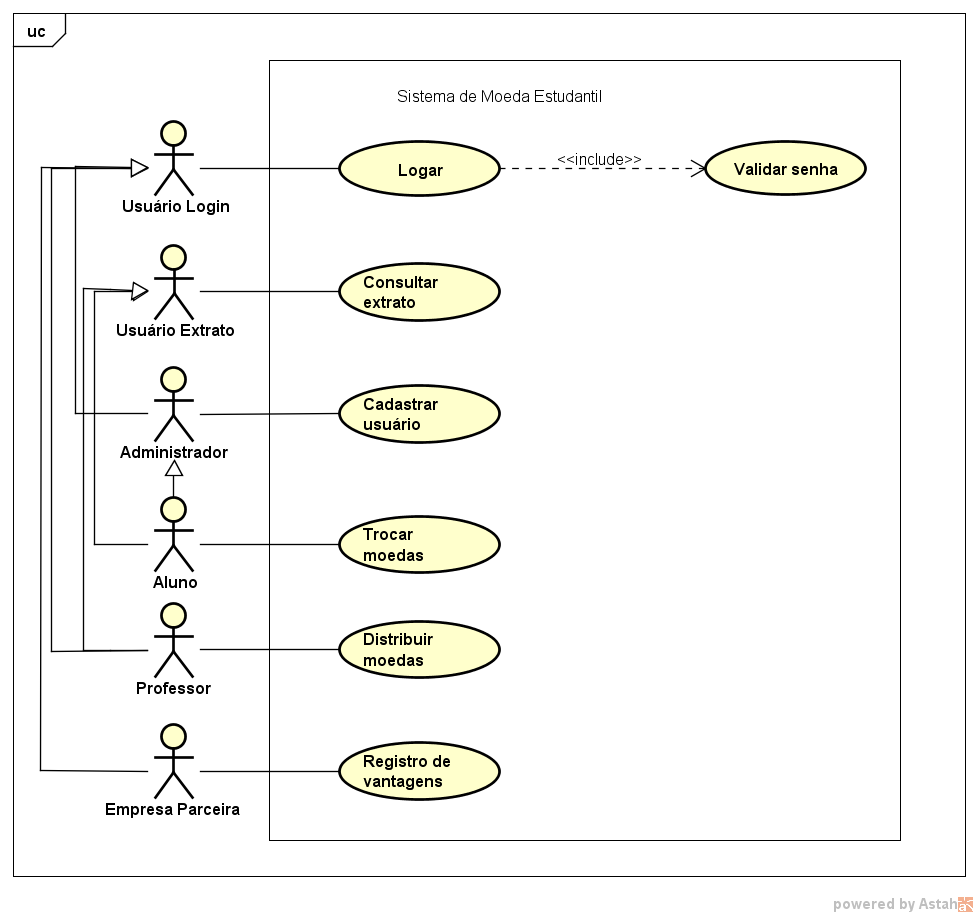 uc
Sistema de Moeda Estudantil
Usuário Login
Logar
<<include>>
Validar senha
Usuário Extrato
Consultar
extrato
Administrador
Cadastrar
usuário
Aluno
Trocar
moedas
Professor
Distribuir
moedas
Empresa Parceira
Registro de
vantagens
powered by Astah